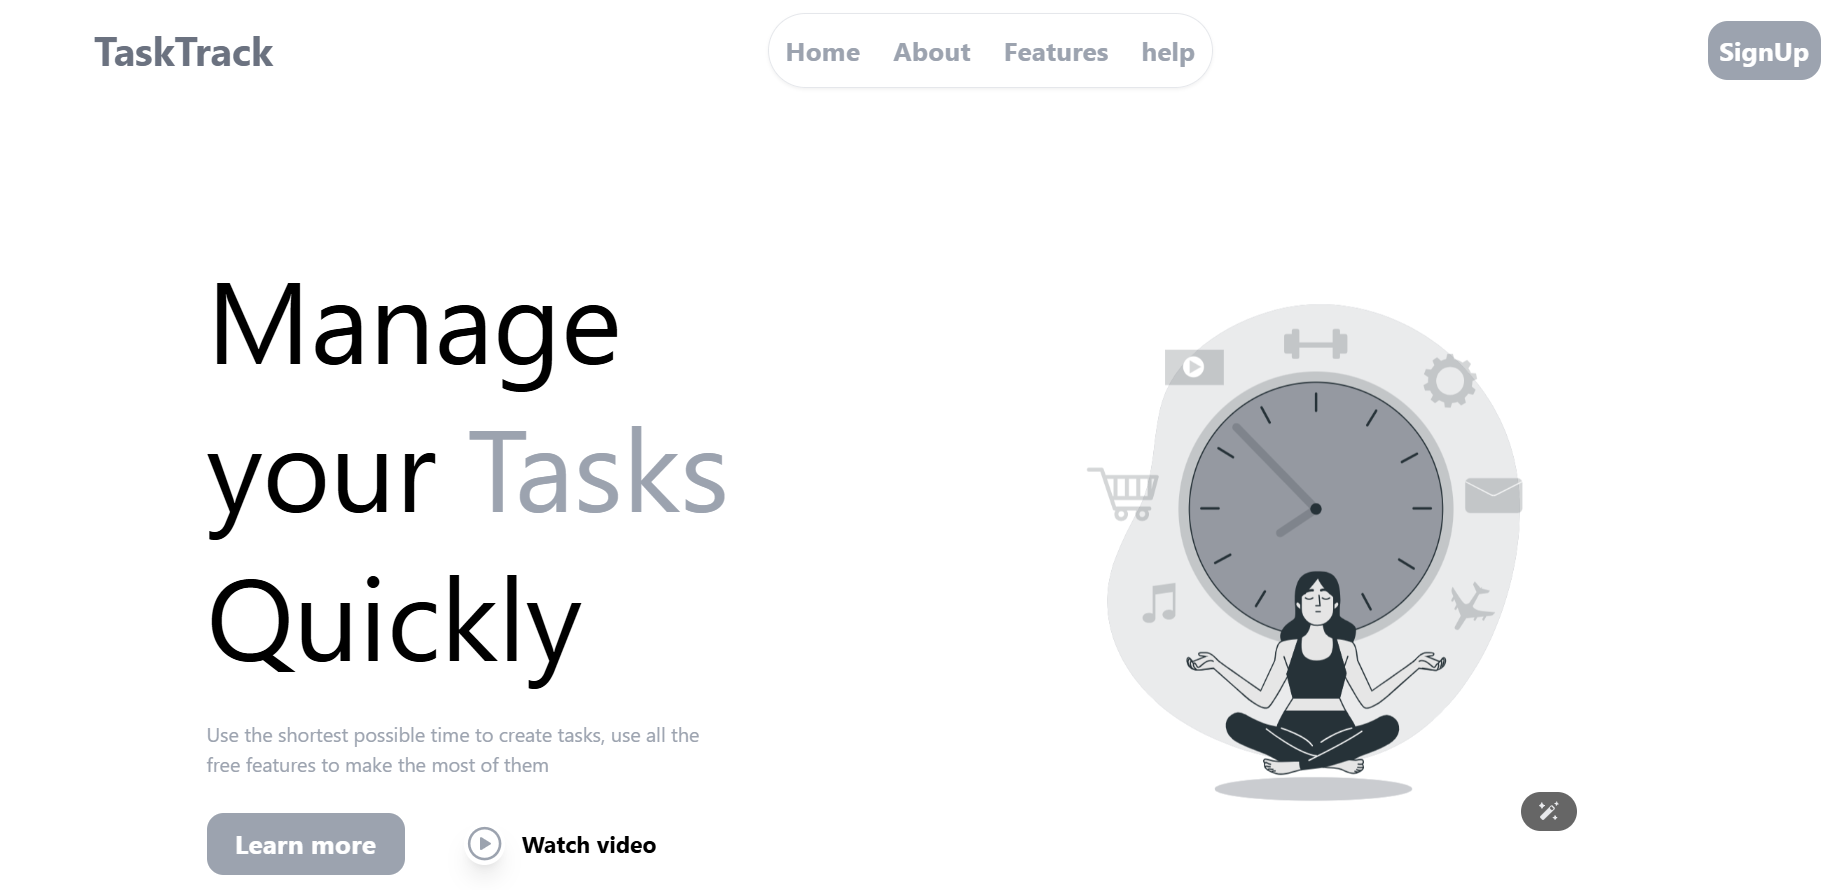 TaskTrack
Home About Features help
SignUp
Manage
your Tasks
Quickly
Use the shortest possible time to create tasks, use all the
free features to make the most of them
Learn more
Watch video